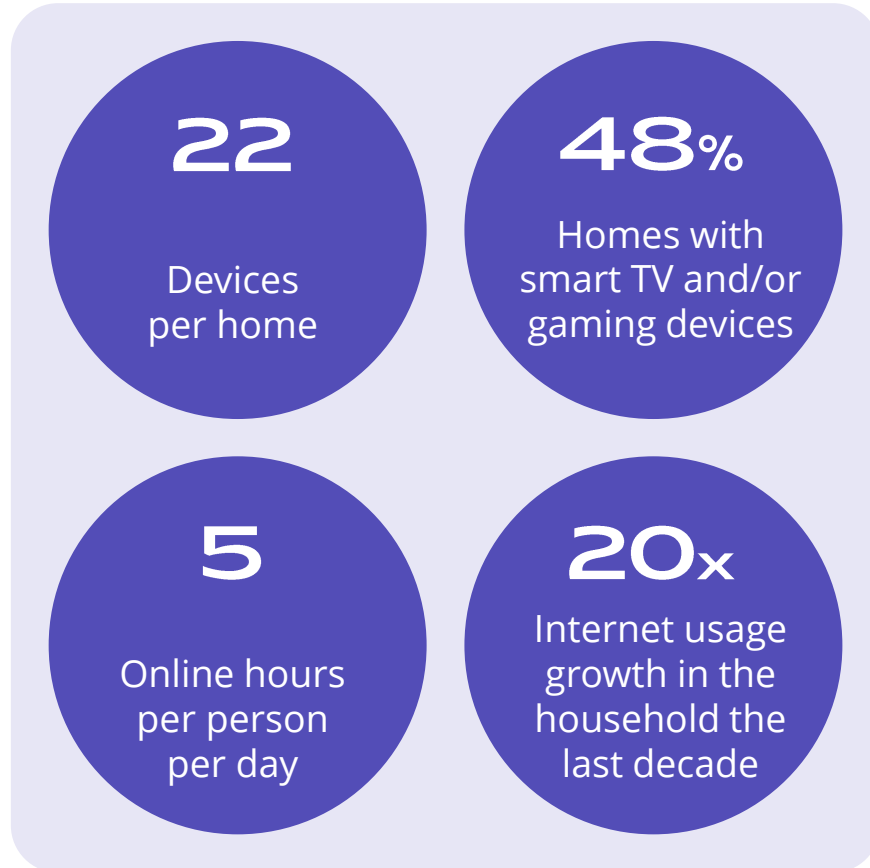 22
Devices
per home
48%
Homes with
smart TV and/or
gaming devices
5
Online hours
per person
per day
20x
Internet usage
growth in the
household the
last decade